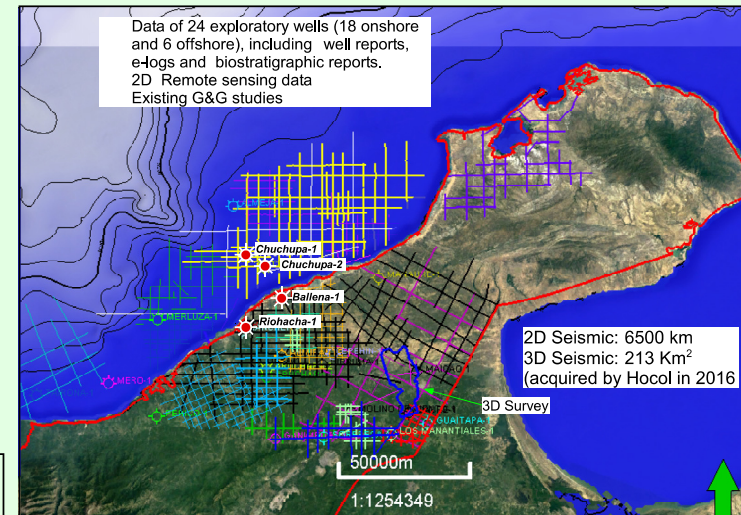 Data of 24 exploratory wells (18 onshore
and 6 offshore), including well reports,
e-logs and biostratigraphic reports.
2D Remote sensing data
Existing G&G studies
Chuchupa-1
Chuchupa-2
Ballena-1
MERLUZA-1
Riohacha-1
2D Seismic: 6500 km
3D Seismic: 213 Km²
(acquired by Hocol in 2016
MAICAO-1
3D Survey
GUAITAPA-1
LOS MANANTIALES-1
50000m
1:1254349